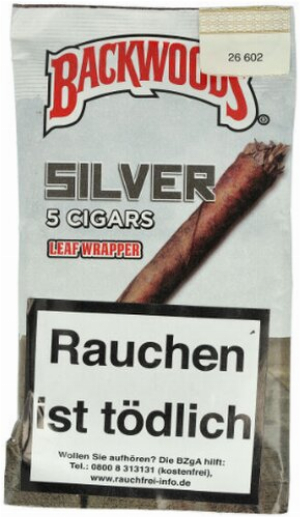 26 602
BACKWOODS®
SILVER
5 CIGARS
LEAF WRAPPER
Rauchen
ist tödlich
Wollen Sie aufhören? Die BZgA hilft:
Tel.: 0800 8 313131 (kostenfrei),
www.rauchfrei-info.de